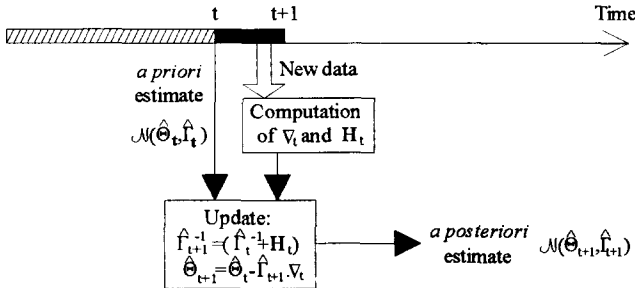 t t+1 Time
a priori
estimate
New data
𝒩(Θ̂t,Γ̂t)
Computation
of ∇t and Ht
Update:
Γ̂⁻¹t+1=(Γ̂t⁻¹+Ht)
Θ̂t+1=Θ̂t-Γ̂t+1.∇t
a posteriori
estimate
𝒩(Θ̂t+1,Γ̂t+1)